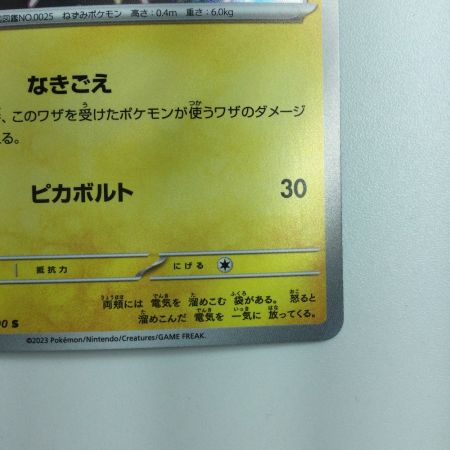 図鑑NO.0025 ねずみポケモン 高さ:0.4m 重さ:6.0kg
なきごえ
、このワザを受けたポケモンが使うワザのダメージ
る。
ピカボルト 30
抵抗力 にげる
両頬には 電気を 溜めこむ 袋がある。 怒ると
溜めこんだ 電気を 一気に 放ってくる。
S
©2023 Pokémon/Nintendo/Creatures/GAME FREAK.